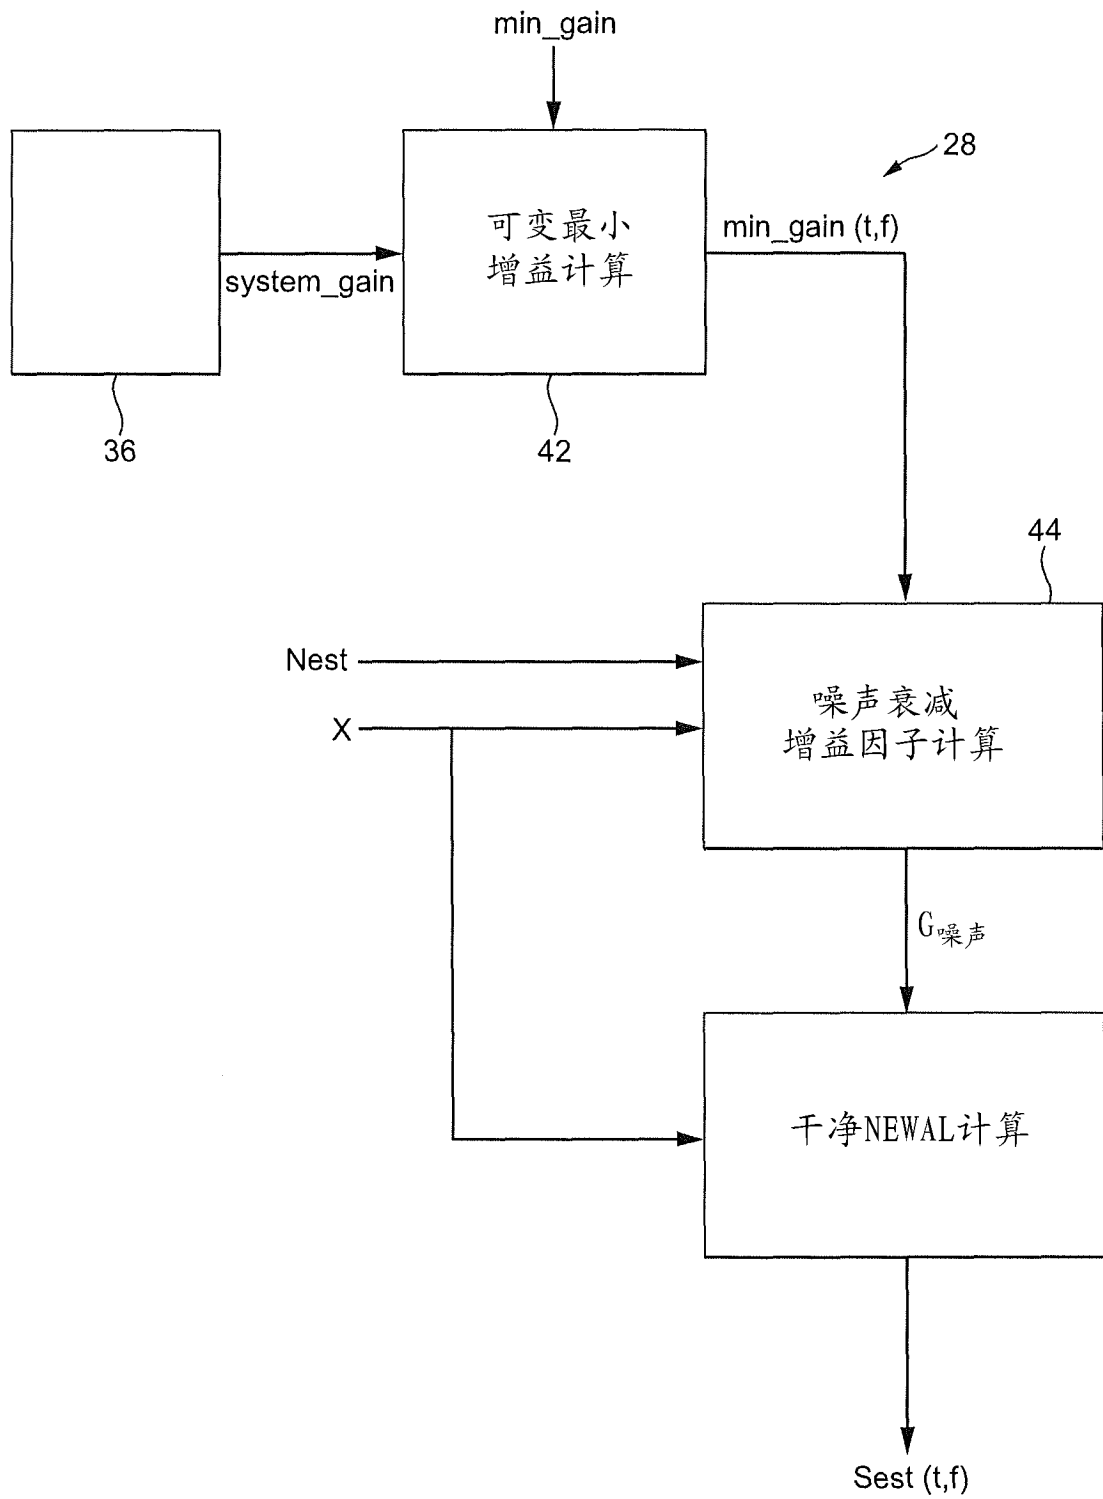 min_gain
28
可变最小
增益计算
min_gain (t,f)
system_gain
36
42
44
Nest
X
噪声衰减
增益因子计算
G噪声
干净NEWAL计算
Sest (t,f)